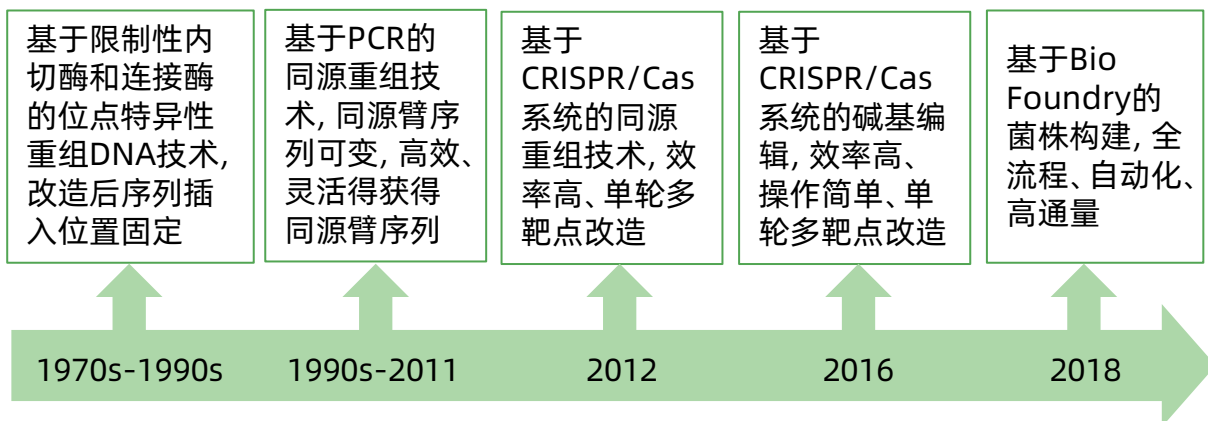 基于限制性内
切酶和连接酶
的位点特异性
重组DNA技术,
改造后序列插
入位置固定
基于PCR的
同源重组技
术, 同源臂序
列可变, 高效、
灵活得获得
同源臂序列
基于
CRISPR/Cas
系统的同源
重组技术, 效
率高、单轮多
靶点改造
基于
CRISPR/Cas
系统的碱基编
辑, 效率高、
操作简单、单
轮多靶点改造
基于Bio
Foundry的
菌株构建, 全
流程、自动化、
高通量
1970s-1990s
1990s-2011
2012
2016
2018